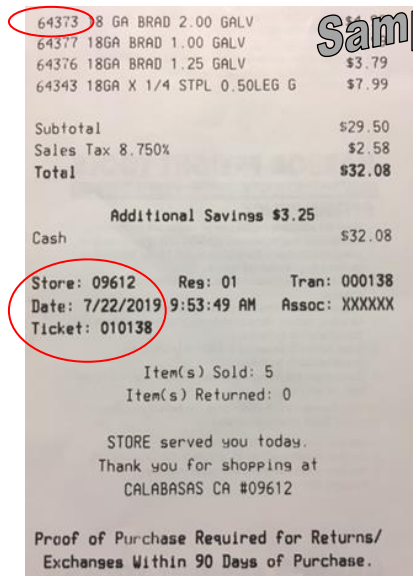 64373 18 GA BRAD 2.00 GALV
64377 18GA BRAD 1.00 GALV
64376 18GA BRAD 1.25 GALV $3.79
64343 18GA X 1/4 STPL 0.50LEG G $7.99
Subtotal $29.50
Sales Tax 8.750% $2.58
Total $32.08
Additional Savings $3.25
Cash $32.08
Store: 09612 Reg: 01 Tran: 000138
Date: 7/22/2019 9:53:49 AM Assoc: XXXXXX
Ticket: 010138
Item(s) Sold: 5
Item(s) Returned: 0
STORE served you today.
Thank you for shopping at
CALABASAS CA #09612
Proof of Purchase Required for Returns/
Exchanges Within 90 Days of Purchase.